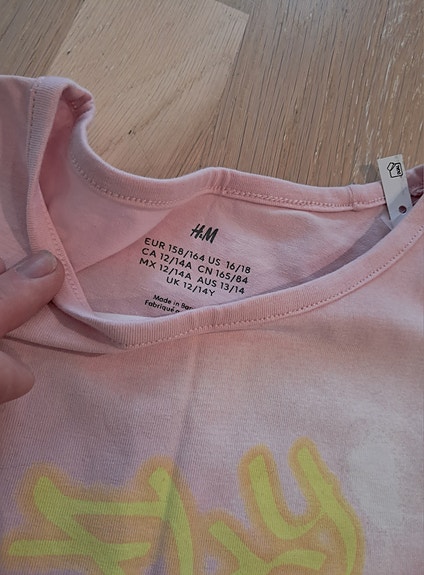 H&M
EUR 158/164 US 16/18
CA 12/14A CN 165/84
MX 12/14A AUS 13/14
UK 12/14Y
Made in
Fabriqué